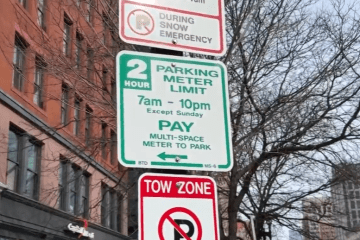 DURING
SNOW
EMERGENCY
2
HOUR
PARKING
METER
LIMIT
7am - 10pm
Except Sunday
PAY
MULTI-SPACE
METER TO PARK
TOW ZONE
P